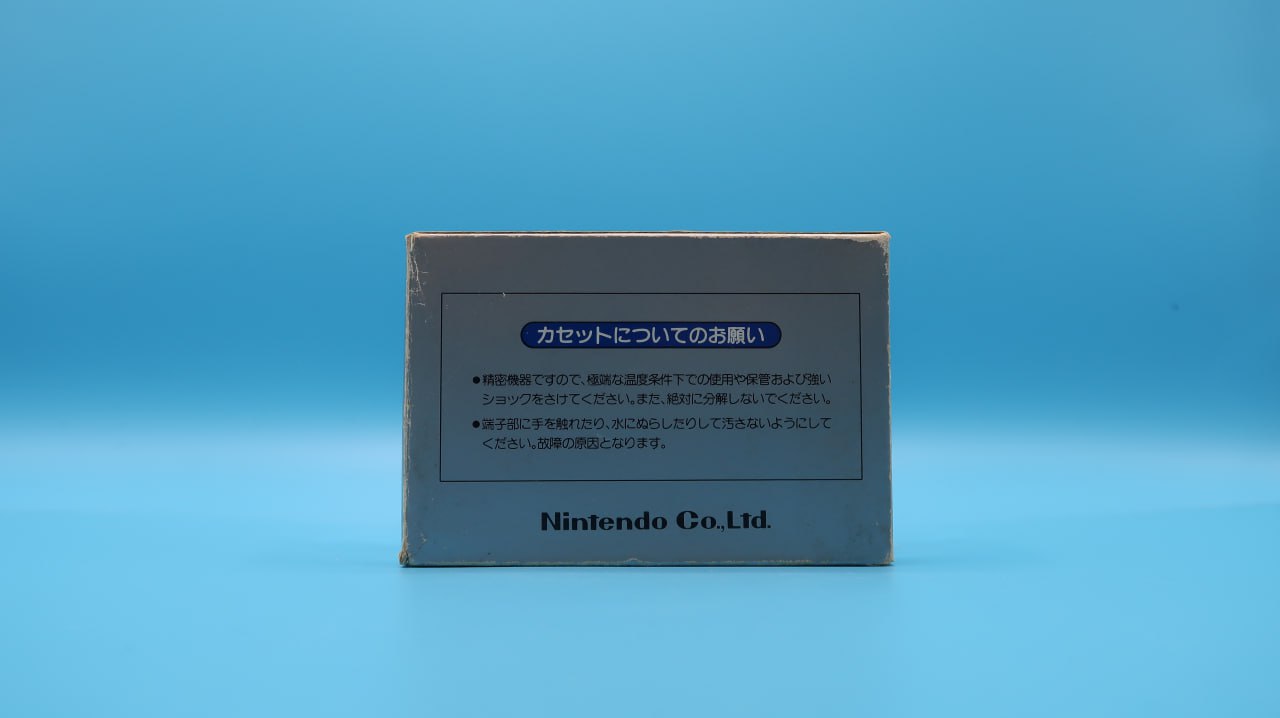 カセットについてのお願い
●精密機器ですので、極端な温度条件下での使用や保管および強い
ショックをさけてください。また、絶対に分解しないでください。
●端子部に手を触れたり、水にぬらしたりして汚さないようにして
ください。故障の原因となります。
Nintendo Co.,Ltd.